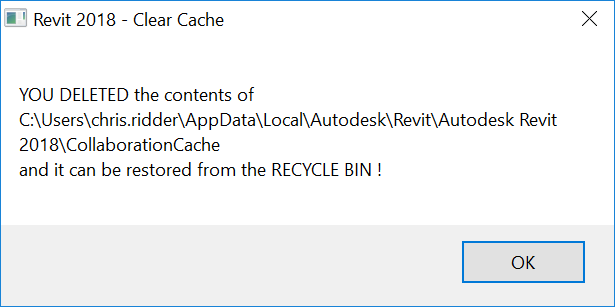 Revit 2018 - Clear Cache
YOU DELETED the contents of
C:\Users\chris.ridder\AppData\Local\Autodesk\Revit\Autodesk Revit
2018\CollaborationCache
and it can be restored from the RECYCLE BIN !
OK